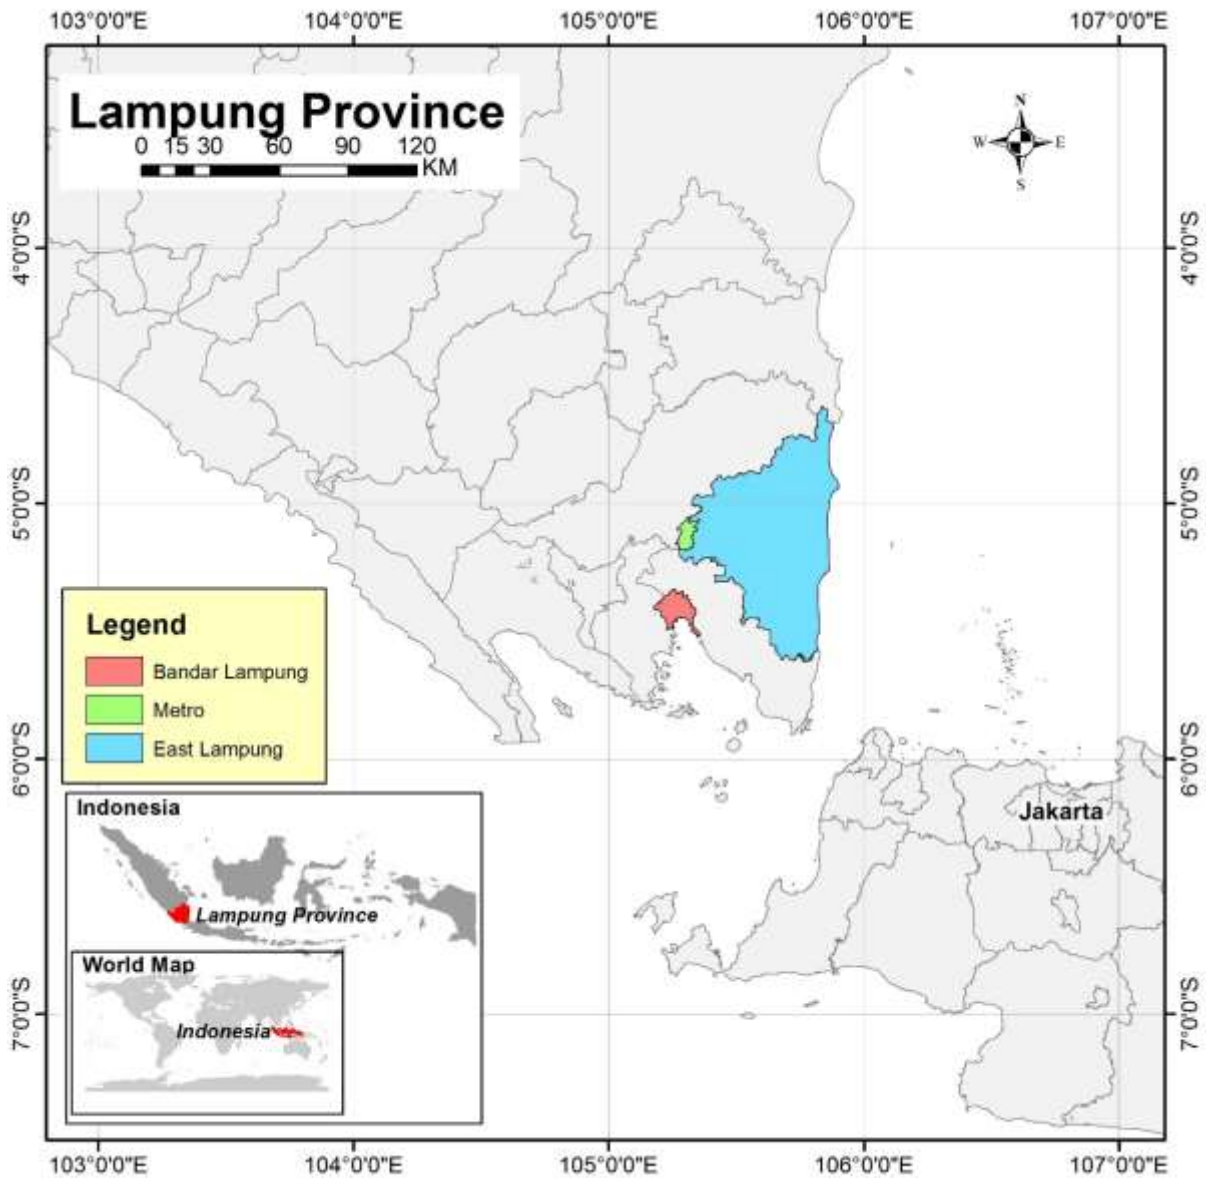 103°0'0"E 104°0'0"E 105°0'0"E 106°0'0"E 107°0'0"E
Lampung Province
0 15 30 60 90 120
KM
N
W E
S
4°0'0"S 4°0'0"S
5°0'0"S 5°0'0"S
Legend
Bandar Lampung
Metro
East Lampung
6°0'0"S 6°0'0"S
Jakarta
Indonesia
Lampung Province
World Map
Indonesia
7°0'0"S 7°0'0"S
103°0'0"E 104°0'0"E 105°0'0"E 106°0'0"E 107°0'0"E